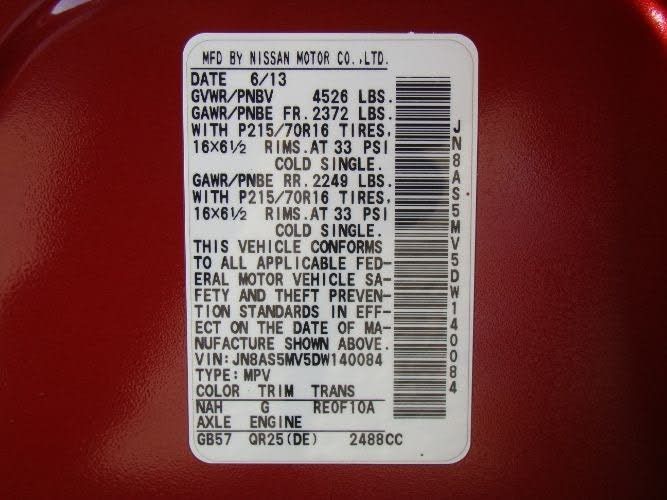 MFD BY NISSAN MOTOR CO.,LTD.
DATE 6/13
GVWR/PNBV 4526 LBS.
GAWR/PNBE FR.2372 LBS.
WITH P215/70R16 TIRES,
16×6½ RIMS.AT 33 PSI
COLD SINGLE.
GAWR/PNBE RR.2249 LBS.
WITH P215/70R16 TIRES,
16×6½ RIMS.AT 33 PSI
COLD SINGLE.
THIS VEHICLE CONFORMS
TO ALL APPLICABLE FED-
ERAL MOTOR VEHICLE SA-
FETY AND THEFT PREVEN-
TION STANDARDS IN EFF-
ECT ON THE DATE OF MA-
NUFACTURE SHOWN ABOVE.
VIN:JN8AS5MV5DW140084
TYPE:MPV
COLOR TRIM TRANS
NAH G RE0F10A
AXLE ENGINE
GB57 QR25(DE) 2488CC
JN8AS5MV5DW140084